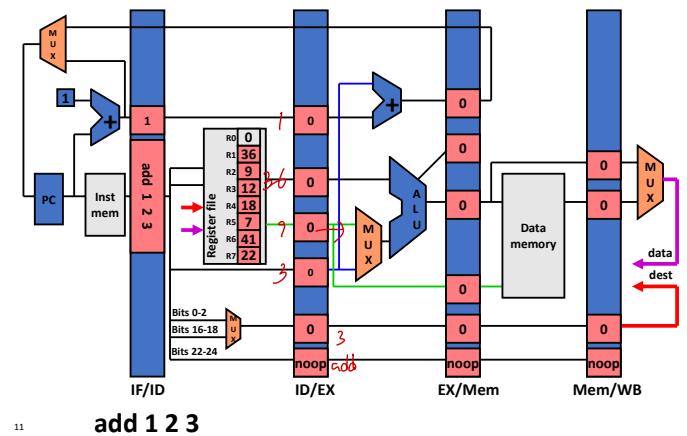 M U X
1
+
+
1
1
0
0
R0 0
R1 36
R2 9
R3 12
R4 18
R5 7
R6 41
R7 22
Register file
add 1 2 3
PC
Inst mem
36
0
9
0
3
0
M U X
A L U
0
0
0
Data memory
0
0
M U X
data
dest
Bits 0-2
Bits 16-18
M U X
0
3
0
0
Bits 22-24
noop
add
noop
noop
IF/ID
ID/EX
EX/Mem
Mem/WB
11
add 1 2 3